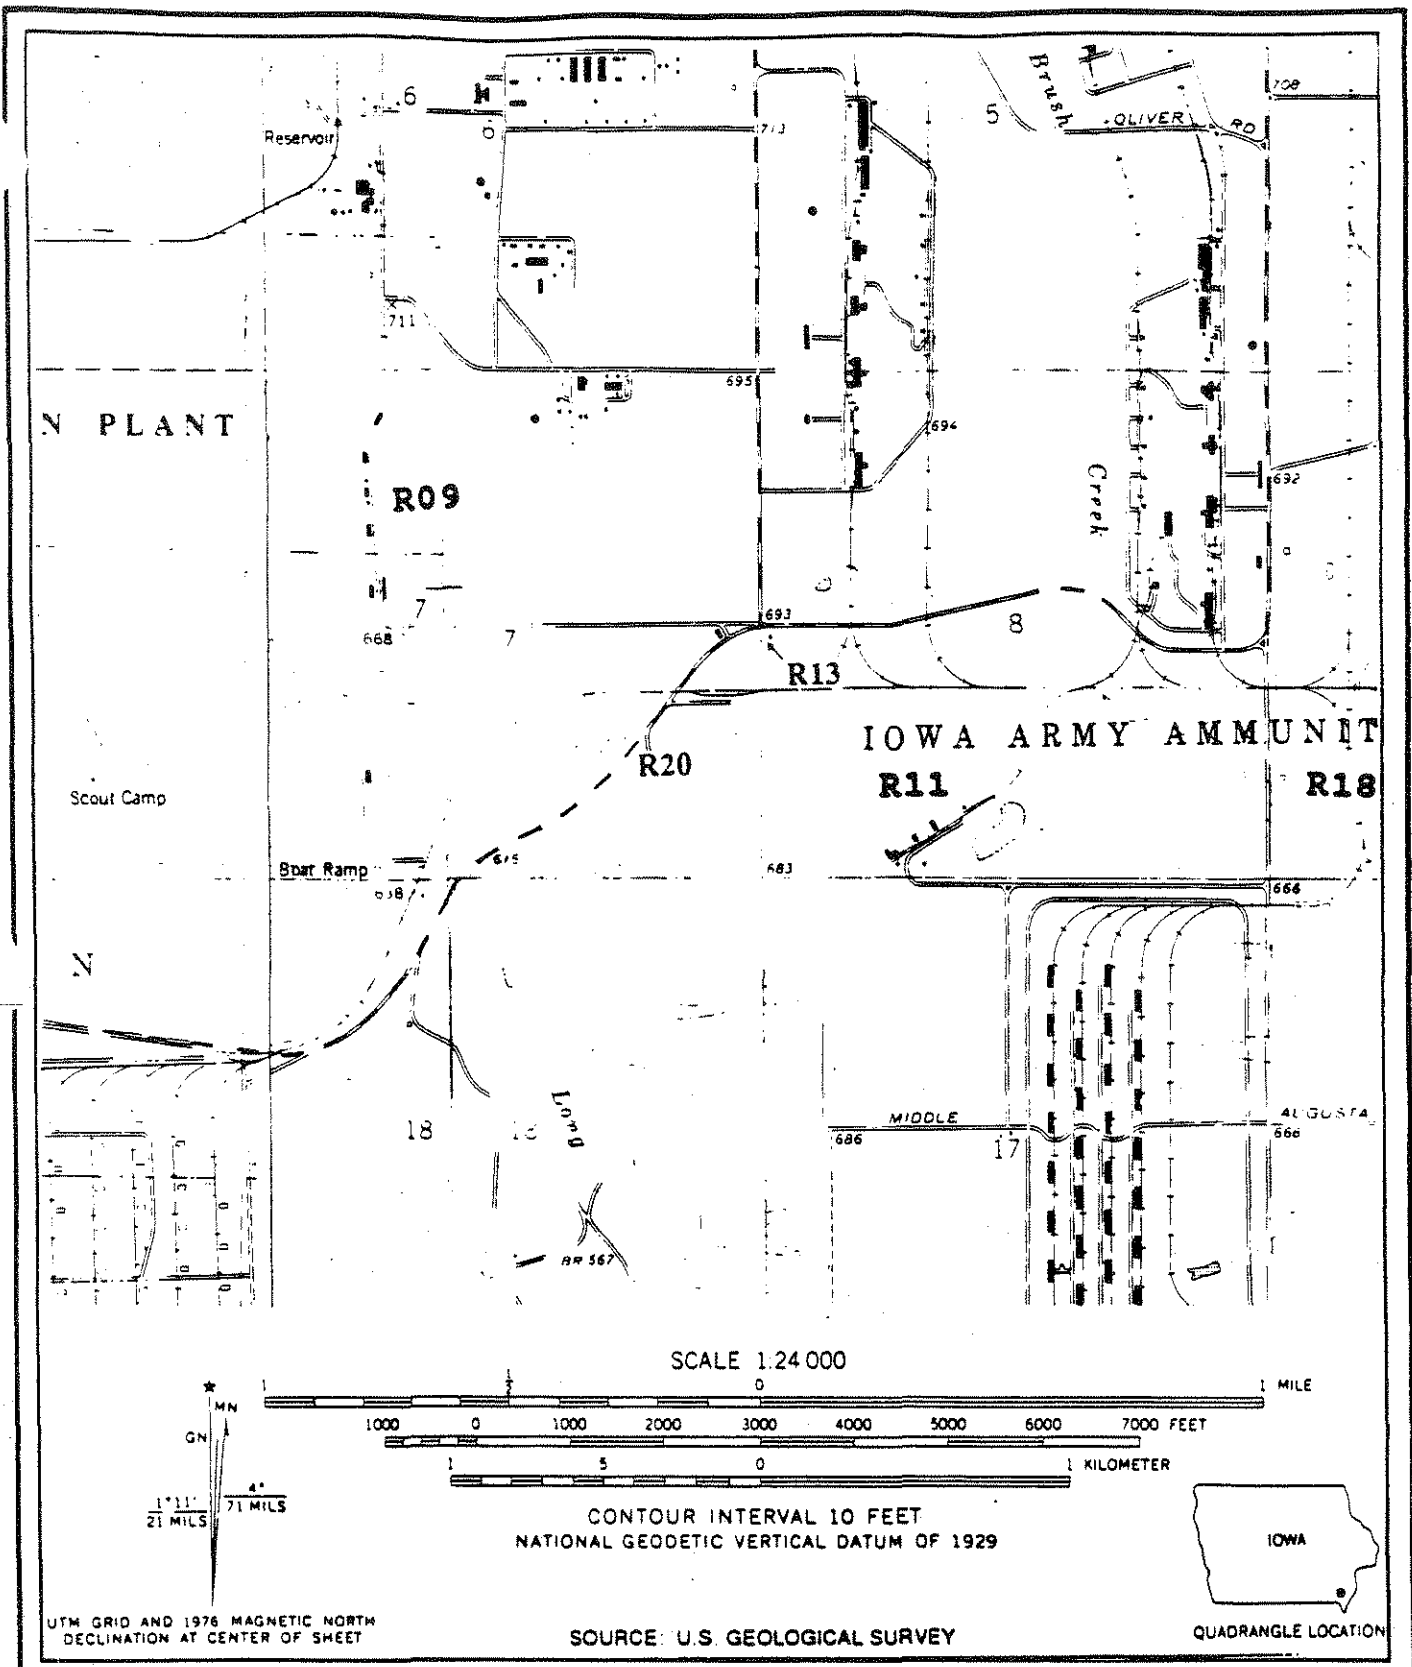 6
Reservoir
Brush
5
OLIVER RD
708
713
711
695
N PLANT
694
R09
Creek
692
7
668
7
693
8
R13
IOWA ARMY AMMUNIT
R20
R11
R18
Scout Camp
Boat Ramp
683
666
N
Long
18
MIDDLE
AUGUSTA
686
17
666
BR 567
SCALE 1:24 000
1 ½ 0 1 MILE
1000 0 1000 2000 3000 4000 5000 6000 7000 FEET
1 5 0 1 KILOMETER
MN
GN
1°11'
21 MILS
4°
71 MILS
CONTOUR INTERVAL 10 FEET
NATIONAL GEODETIC VERTICAL DATUM OF 1929
IOWA
UTM GRID AND 1976 MAGNETIC NORTH
DECLINATION AT CENTER OF SHEET
SOURCE: U.S. GEOLOGICAL SURVEY
QUADRANGLE LOCATION